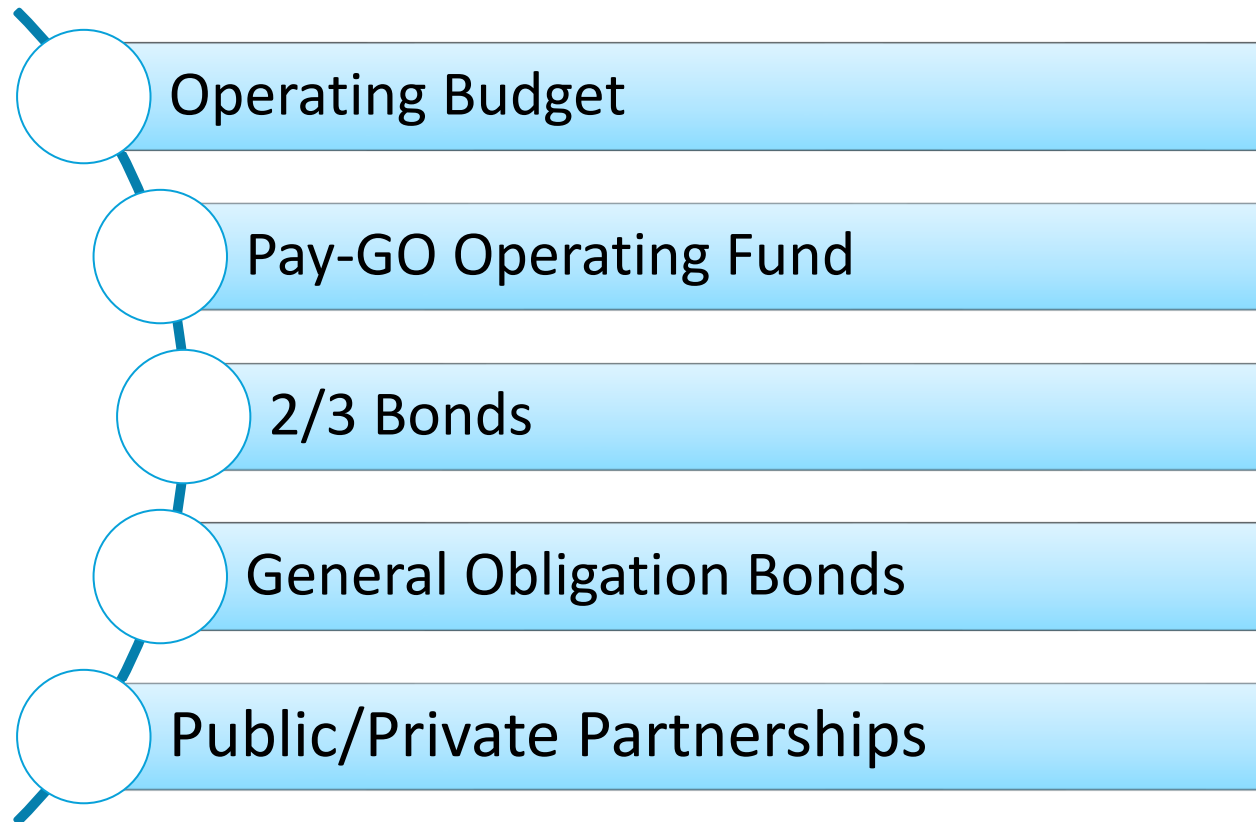 Operating Budget
Pay-GO Operating Fund
2/3 Bonds
General Obligation Bonds
Public/Private Partnerships